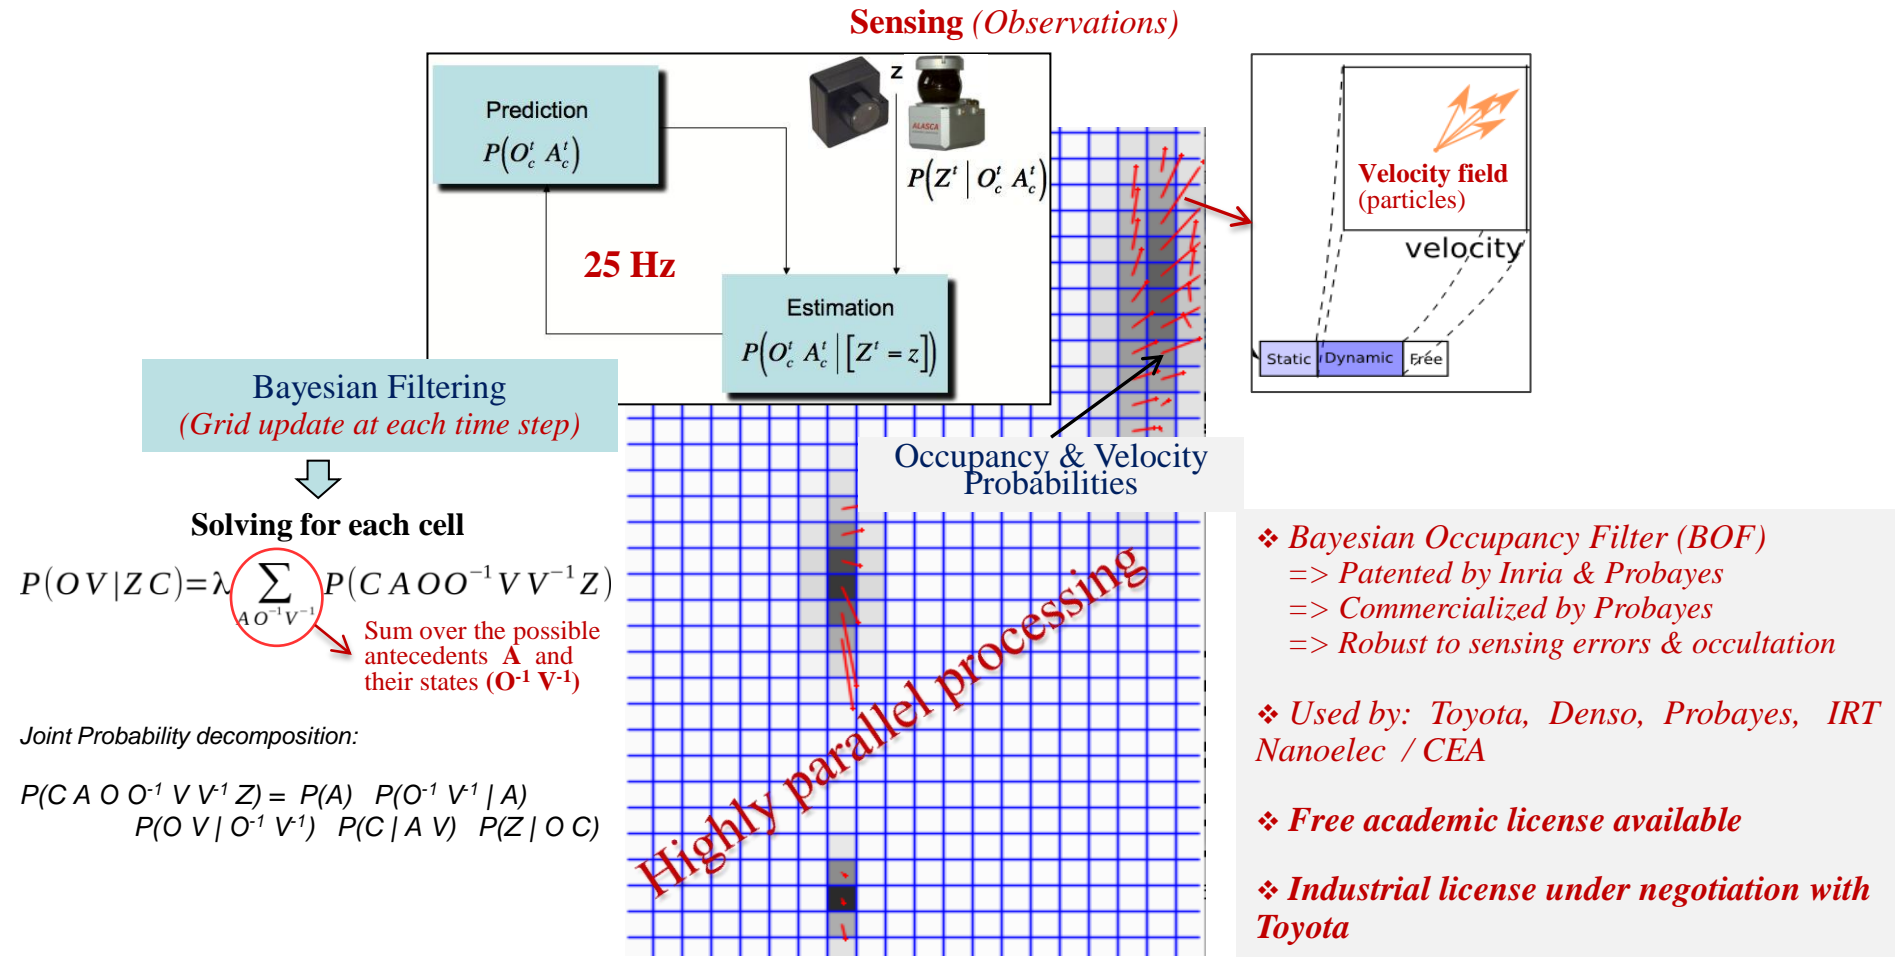 Sensing (Observations)
Prediction
P(O_c^t A_c^t)
z
ALASCA
P(Z^t | O_c^t A_c^t)
25 Hz
Estimation
P(O_c^t A_c^t | [Z^t = z])
Velocity field
(particles)
velocity
Static
Dynamic
Free
Bayesian Filtering
(Grid update at each time step)
Occupancy & Velocity
Probabilities
Solving for each cell
P(O V | Z C) = λ ∑_{A O^{-1} V^{-1}} P(C A O O^{-1} V V^{-1} Z)
Sum over the possible
antecedents A and
their states (O^{-1} V^{-1})
Joint Probability decomposition:
P(C A O O^{-1} V V^{-1} Z) = P(A) P(O^{-1} V^{-1} | A)
P(O V | O^{-1} V^{-1}) P(C | A V) P(Z | O C)
Highly parallel processing
❖ Bayesian Occupancy Filter (BOF)
=> Patented by Inria & Probayes
=> Commercialized by Probayes
=> Robust to sensing errors & occultation
❖ Used by: Toyota, Denso, Probayes, IRT
Nanoelec / CEA
❖ Free academic license available
❖ Industrial license under negotiation with
Toyota